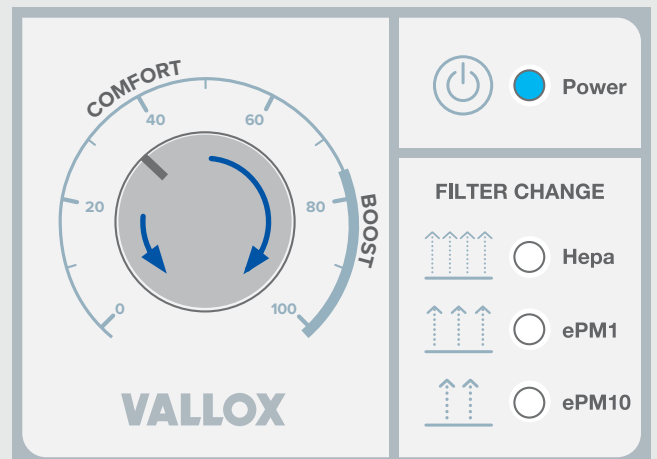 COMFORT
40
60
20
80
BOOST
0
100
VALLOX
Power
FILTER CHANGE
Hepa
ePM1
ePM10